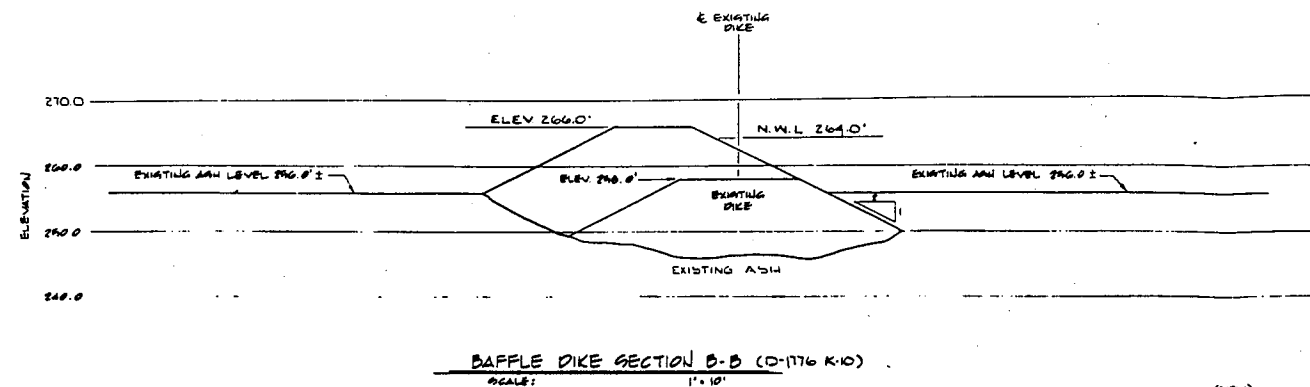 ℄ EXISTING
DIKE
270.0
ELEV 266.0'
N.W.L 264.0'
260.0
EXISTING ASH LEVEL 256.0' ±
ELEV. 258.0'
EXISTING ASH LEVEL 256.0 ±
EXISTING
DIKE
2
1
ELEVATION
250.0
EXISTING ASH
240.0
BAFFLE DIKE SECTION B-B (D-1776 K-10)
SCALE: 1" = 10'